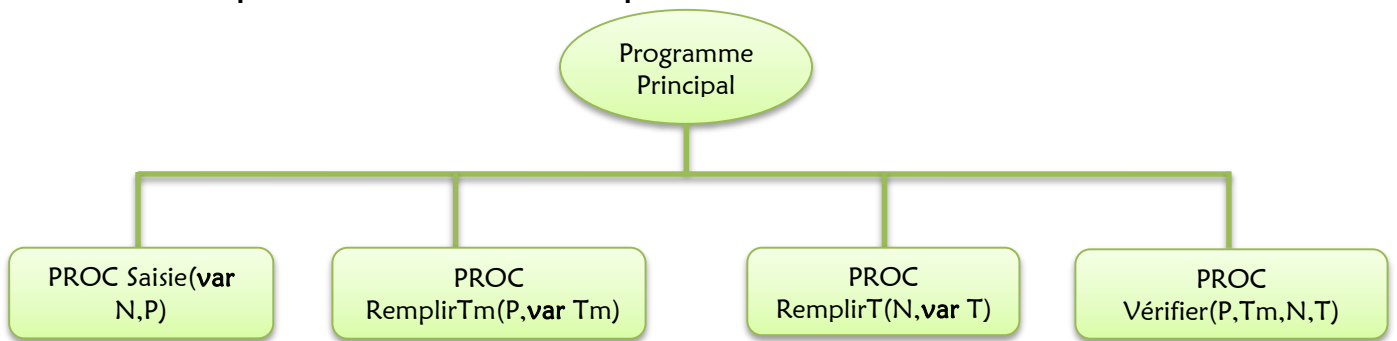 Programme
Principal
PROC Saisie(var
N,P)
PROC
RemplirTm(P,var Tm)
PROC
RemplirT(N,var T)
PROC
Vérifier(P,Tm,N,T)